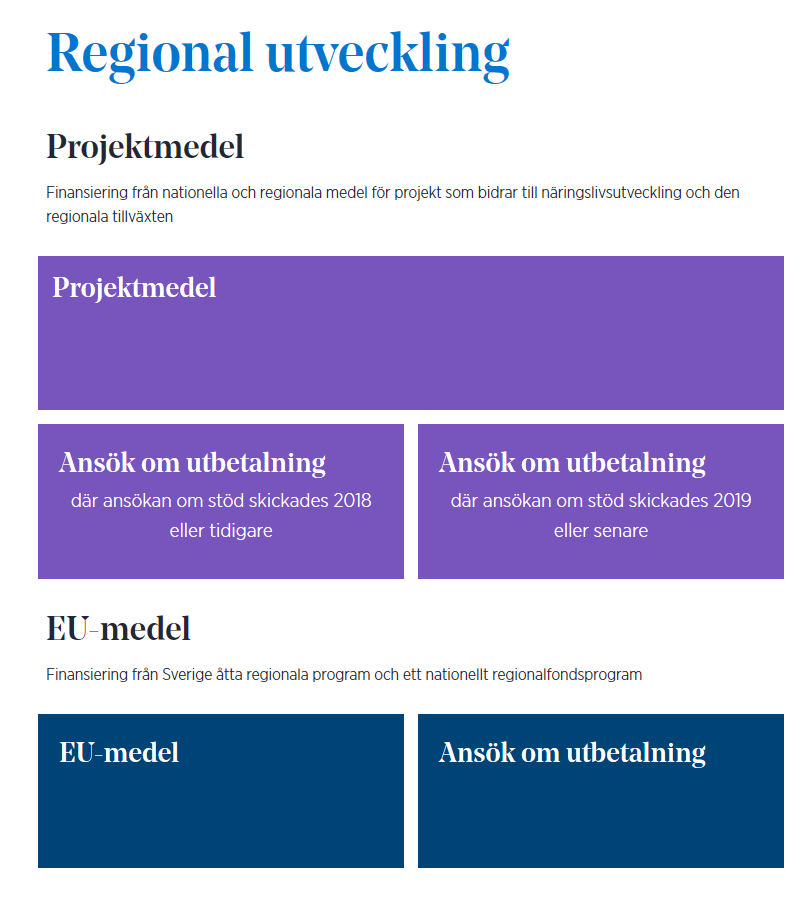 Regional utveckling
Projektmedel
Finansiering från nationella och regionala medel för projekt som bidrar till näringslivsutveckling och den
regionala tillväxten
Projektmedel
Ansök om utbetalning
där ansökan om stöd skickades 2018
eller tidigare
Ansök om utbetalning
där ansökan om stöd skickades 2019
eller senare
EU-medel
Finansiering från Sverige åtta regionala program och ett nationellt regionalfondsprogram
EU-medel
Ansök om utbetalning